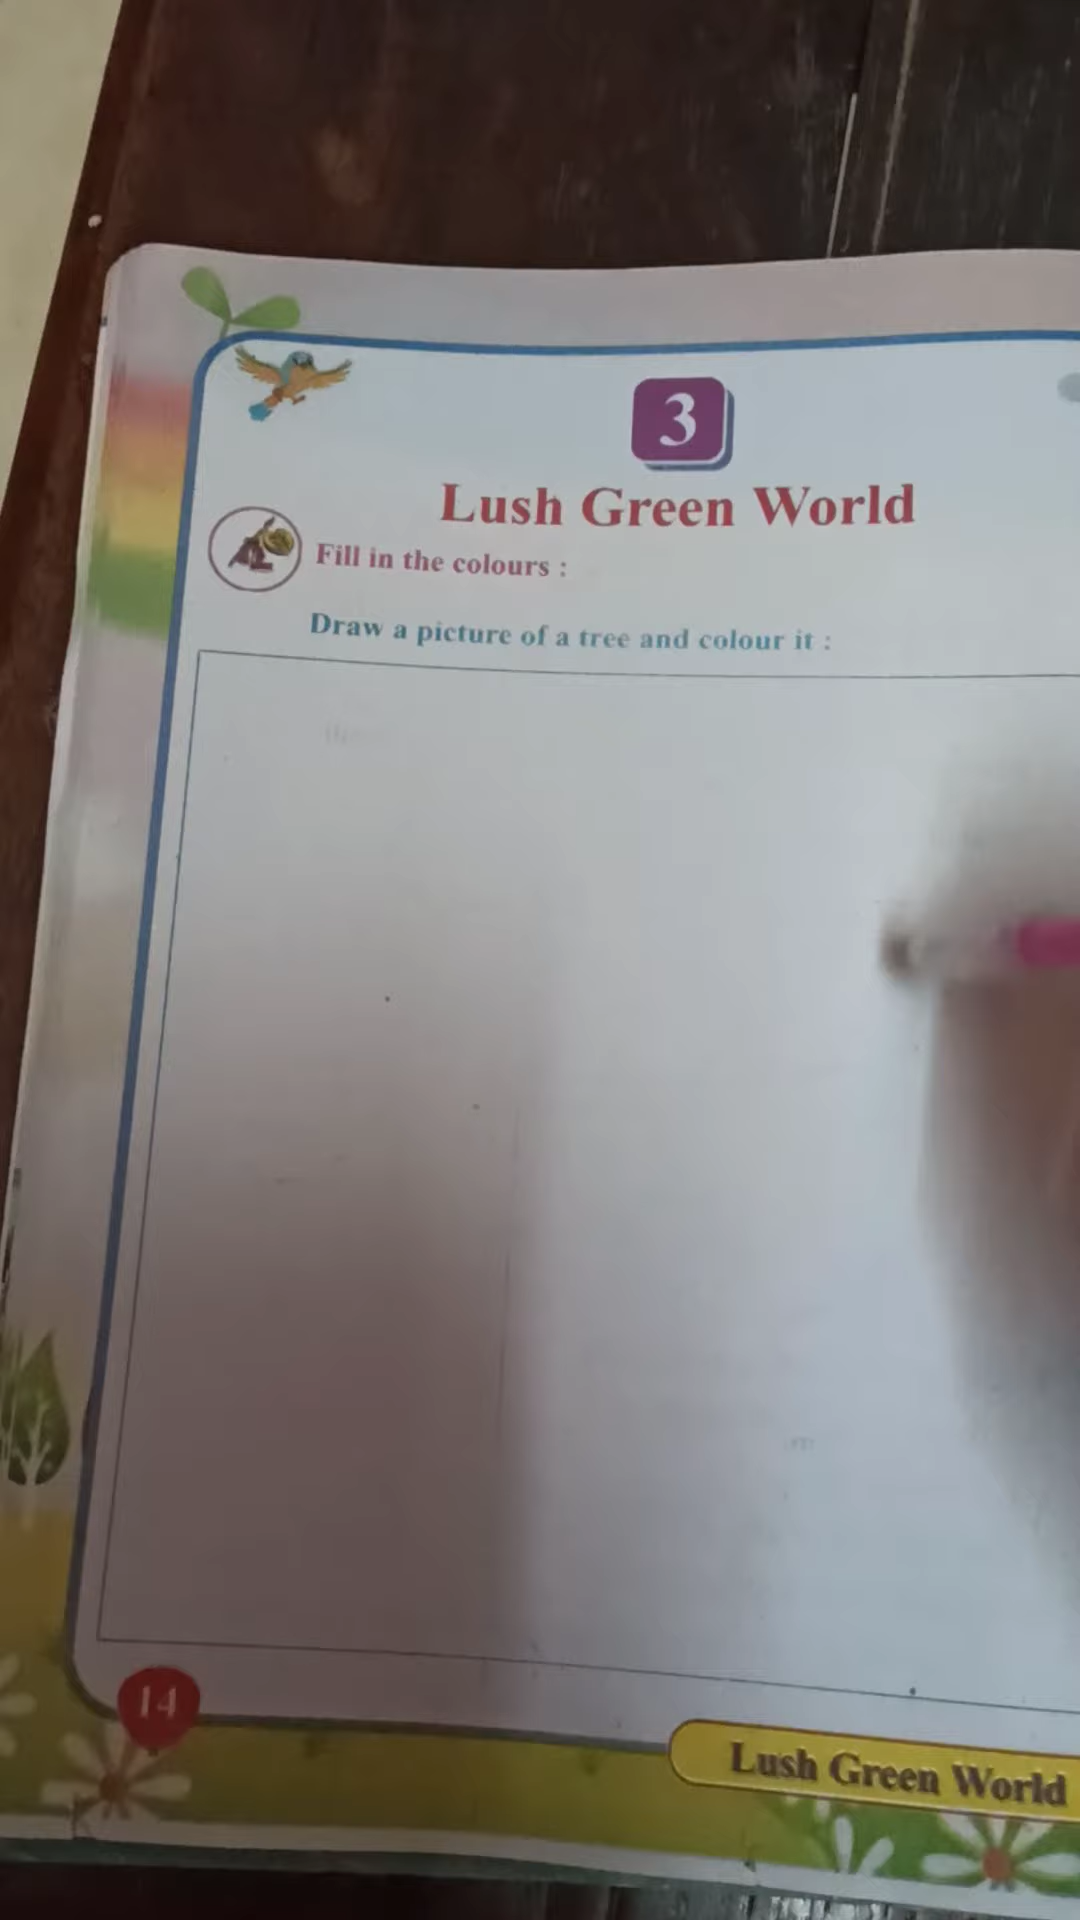 3
Lush Green World
Fill in the colours :
Draw a picture of a tree and colour it :
14
Lush Green World